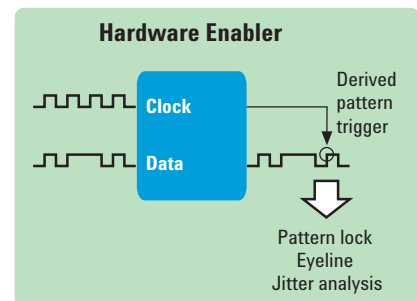 Hardware Enabler
Derived
pattern
trigger
Clock
Data
Pattern lock
Eyeline
Jitter analysis